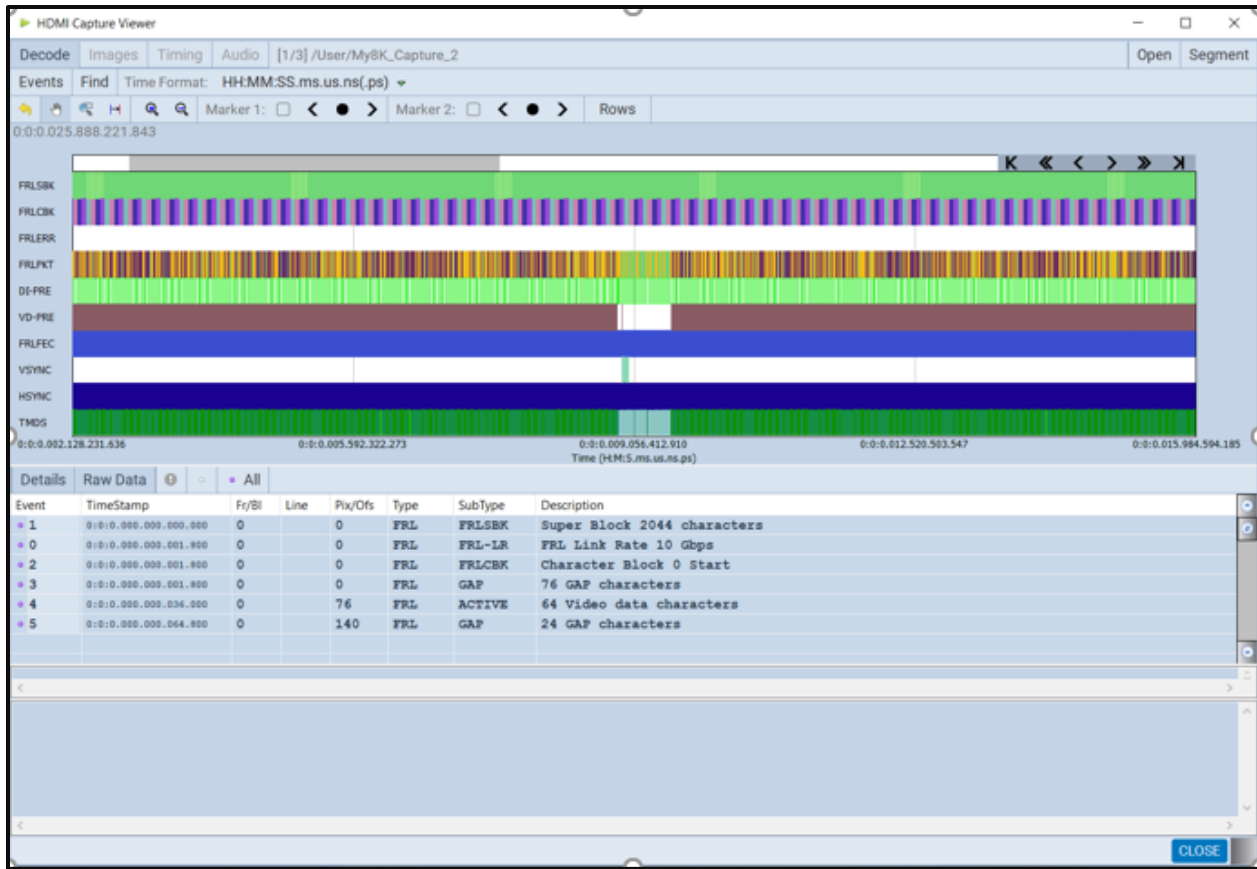 HDMI Capture Viewer
Decode Images Timing Audio [1/3] /User/My8K_Capture_2 Open Segment
Events Find Time Format: HH:MM:SS.ms.us.ns(.ps)
Marker 1: Marker 2: Rows
0:0:0.025.888.221.843
FRLSBK
FRLCBK
FRLERR
FRLPKT
DI-PRE
VD-PRE
FRLFEC
VSYNC
HSYNC
TMDS
0:0:0.002.128.231.636 0:0:0.005.592.322.273 0:0:0.009.056.412.910 0:0:0.012.520.503.547 0:0:0.015.984.594.185
Time (H:M:S.ms.us.ns.ps)
Details Raw Data All
Event TimeStamp Fr/Bl Line Pix/Ofs Type SubType Description
1 0:0:0.000.000.000.000 0 0 FRL FRLSBK Super Block 2044 characters
0 0:0:0.000.000.001.800 0 0 FRL FRL-LR FRL Link Rate 10 Gbps
2 0:0:0.000.000.001.800 0 0 FRL FRLCBK Character Block 0 Start
3 0:0:0.000.000.001.800 0 0 FRL GAP 76 GAP characters
4 0:0:0.000.000.036.000 0 76 FRL ACTIVE 64 Video data characters
5 0:0:0.000.000.064.800 0 140 FRL GAP 24 GAP characters
CLOSE